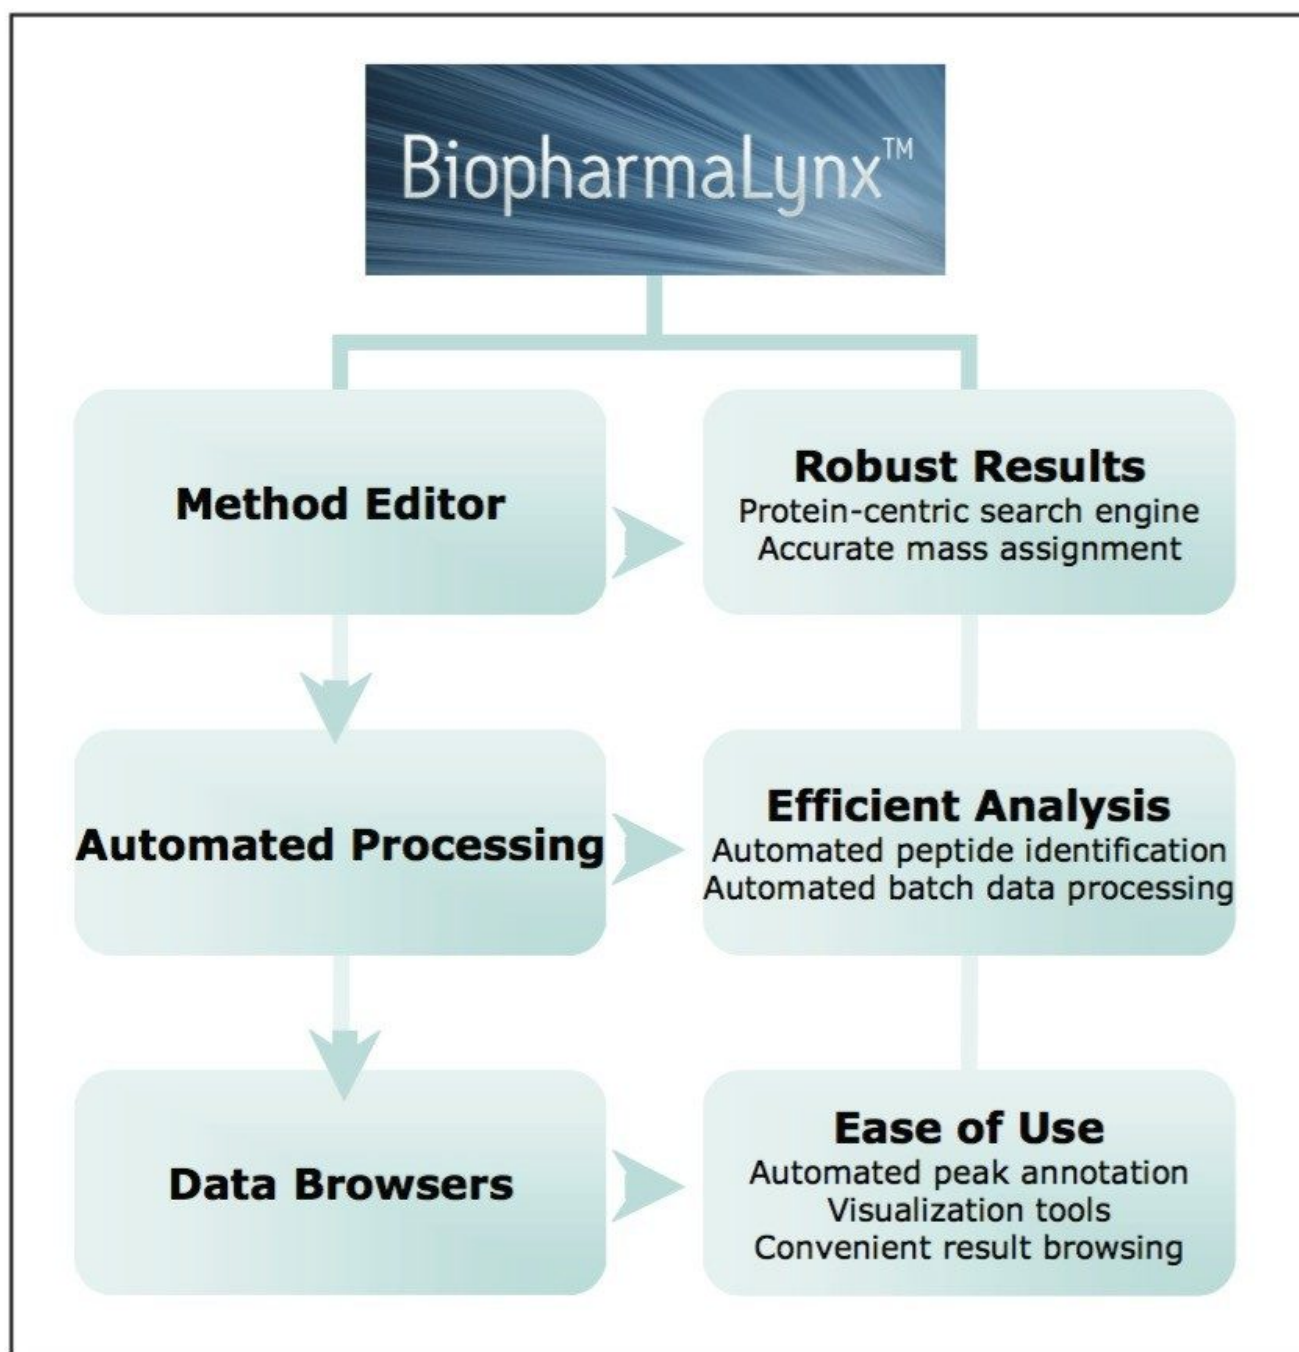 BiopharmaLynx™
Method Editor
Robust Results
Protein-centric search engine
Accurate mass assignment
Automated Processing
Efficient Analysis
Automated peptide identification
Automated batch data processing
Data Browsers
Ease of Use
Automated peak annotation
Visualization tools
Convenient result browsing